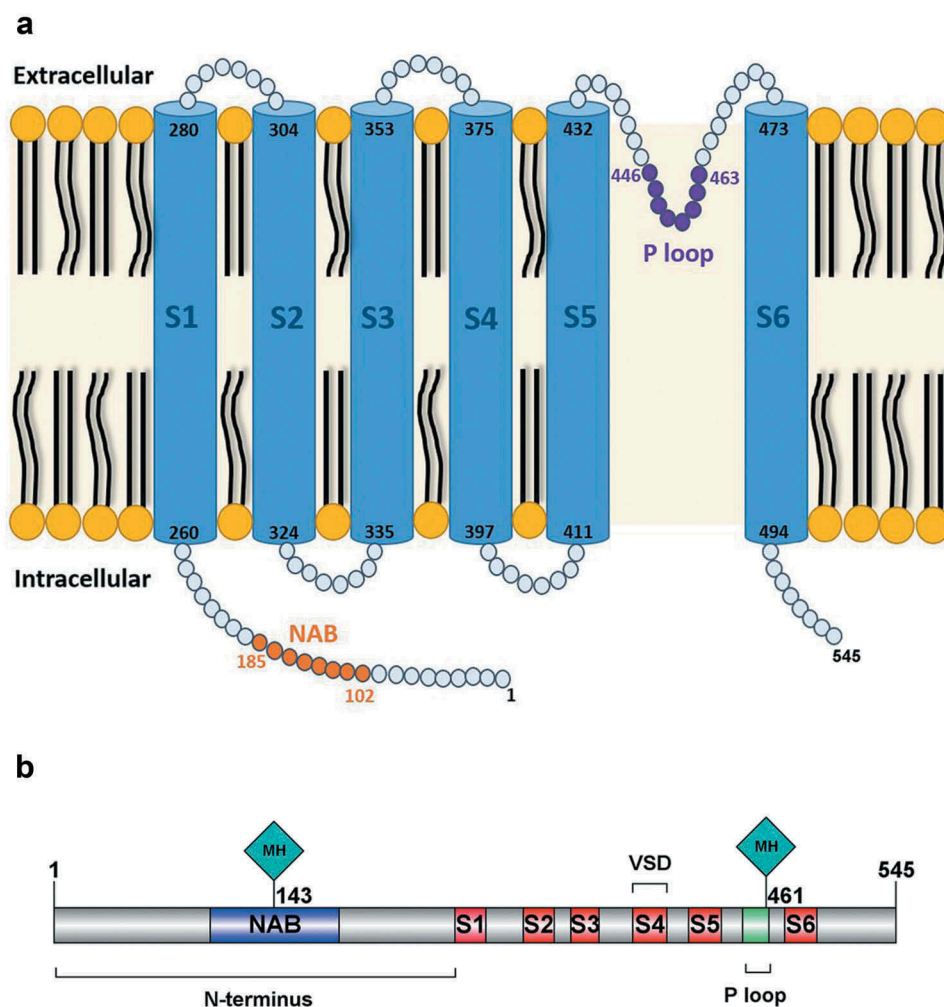 a
Extracellular
280 304 353 375 432 473
446 463
P loop
S1 S2 S3 S4 S5 S6
260 324 335 397 411 494
Intracellular
NAB
185
102
1
545
b
MH MH
VSD
1 143 461 545
NAB S1 S2 S3 S4 S5 S6
N-terminus
P loop